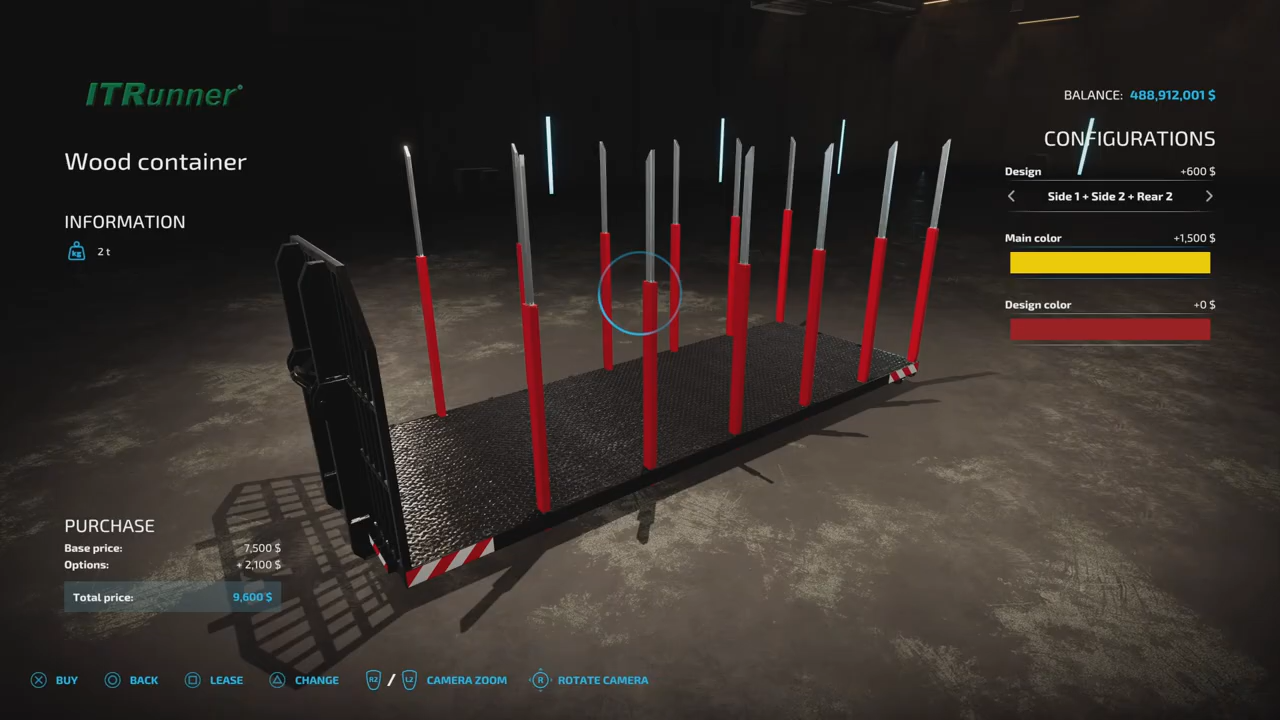 ITRunner
Wood container
INFORMATION
kg 2 t
PURCHASE
Base price: 7,500 $
Options: + 2,100 $
Total price: 9,600 $
BALANCE: 488,912,001 $
CONFIGURATIONS
Design +600 $
Side 1 + Side 2 + Rear 2
Main color +1,500 $
Design color +0 $
BUY BACK LEASE CHANGE R2 / L2 CAMERA ZOOM R ROTATE CAMERA